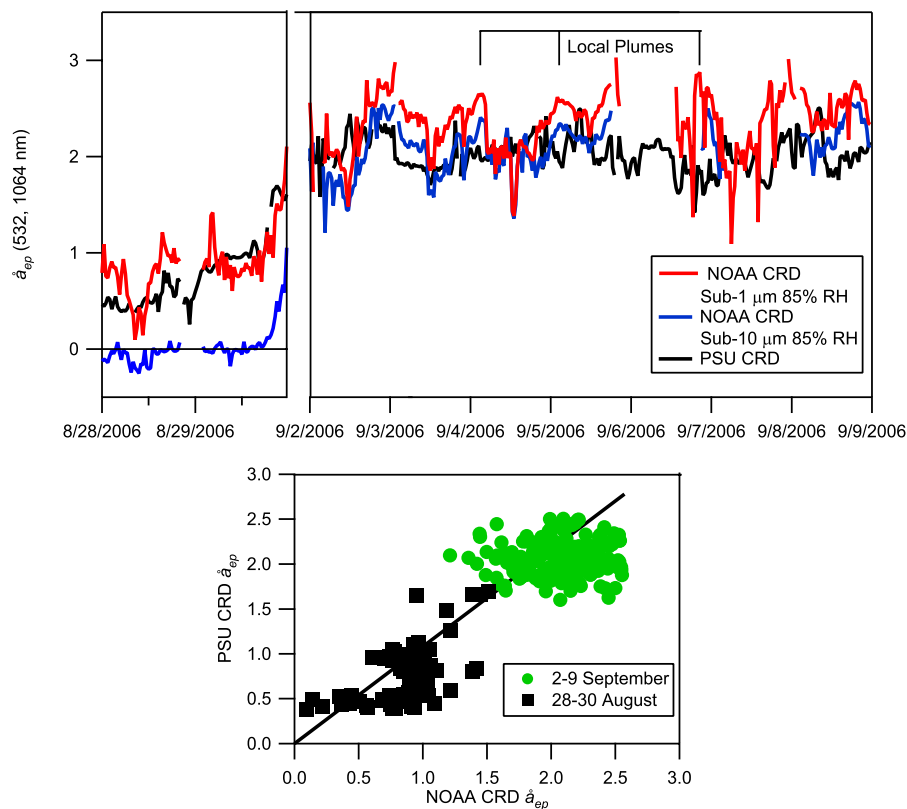 3
2
1
0
å_ep (532, 1064 nm)
Local Plumes
NOAA CRD
Sub-1 μm 85% RH
NOAA CRD
Sub-10 μm 85% RH
PSU CRD
8/28/2006 8/29/2006 9/2/2006 9/3/2006 9/4/2006 9/5/2006 9/6/2006 9/7/2006 9/8/2006 9/9/2006
3.0
2.5
2.0
1.5
1.0
0.5
0.0
PSU CRD å_ep
2-9 September
28-30 August
0.0 0.5 1.0 1.5 2.0 2.5 3.0
NOAA CRD å_ep